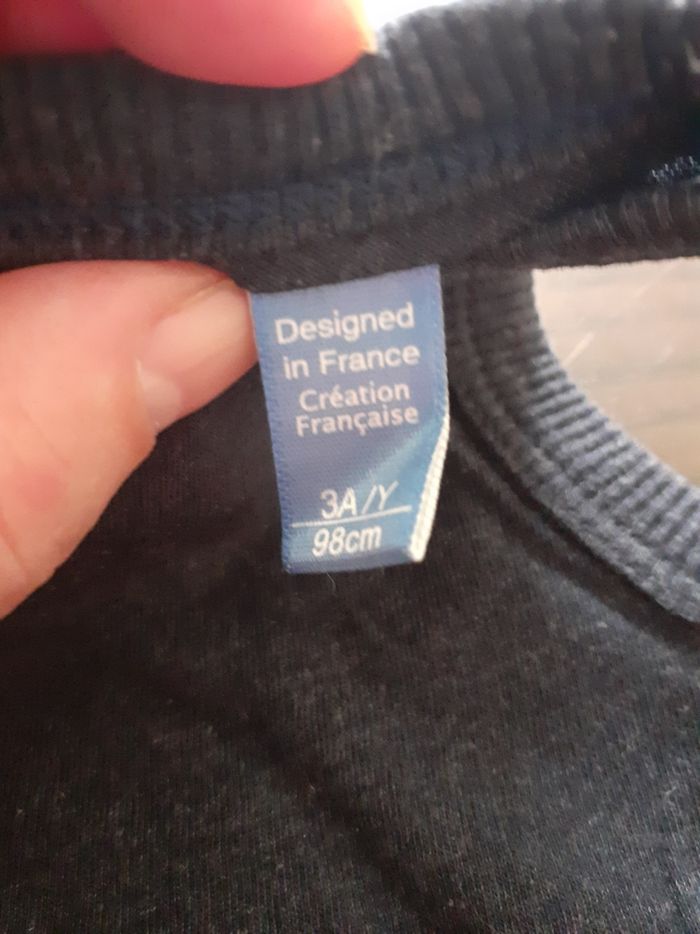 Designed
in France
Création
Française
3A/Y
98cm